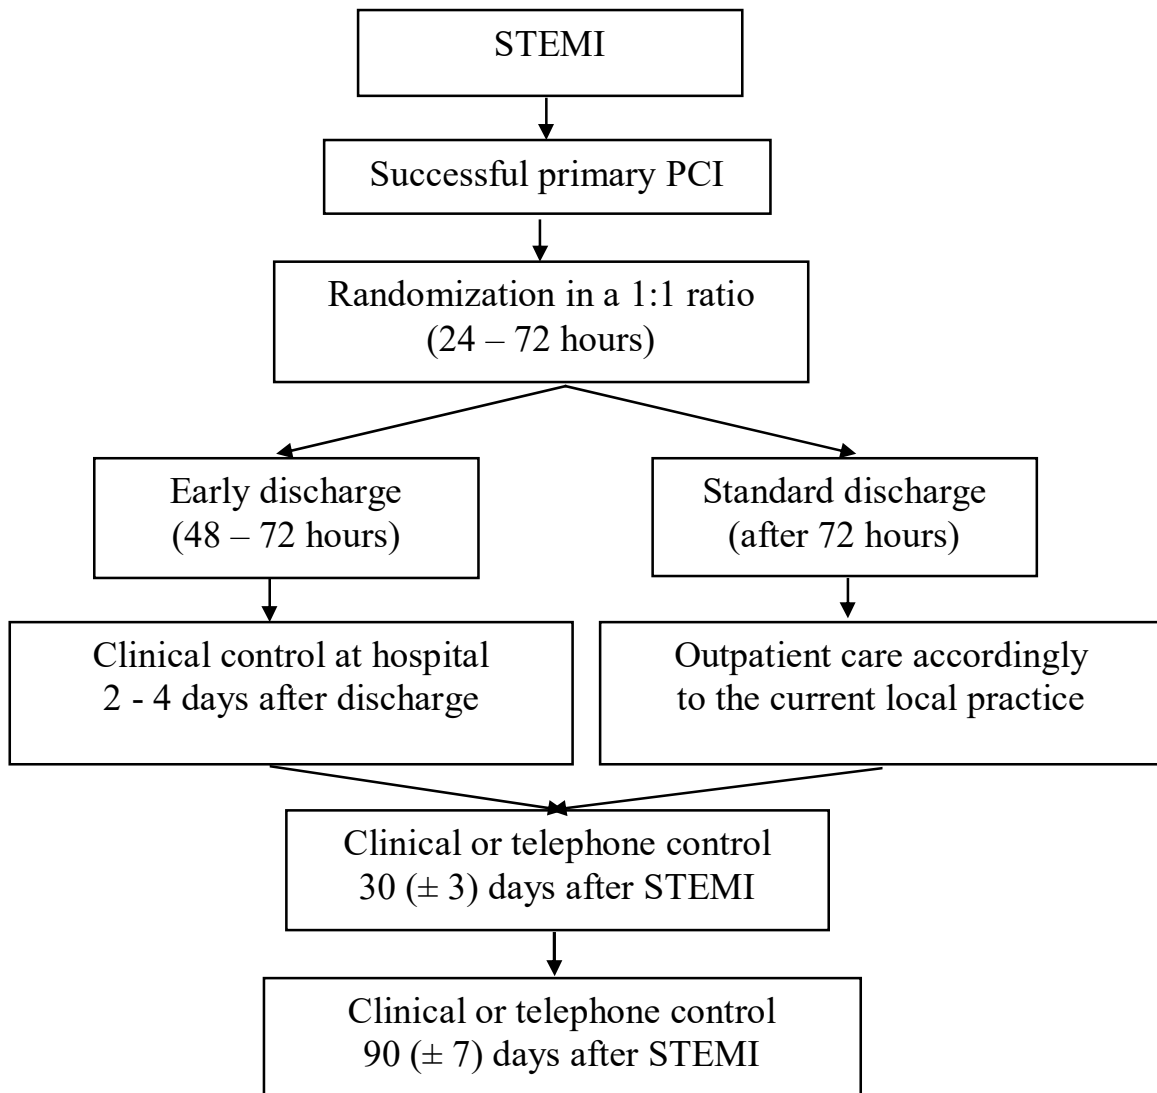 STEMI
Successful primary PCI
Randomization in a 1:1 ratio
(24 – 72 hours)
Early discharge
(48 – 72 hours)
Standard discharge
(after 72 hours)
Clinical control at hospital
2 - 4 days after discharge
Outpatient care accordingly
to the current local practice
Clinical or telephone control
30 (± 3) days after STEMI
Clinical or telephone control
90 (± 7) days after STEMI